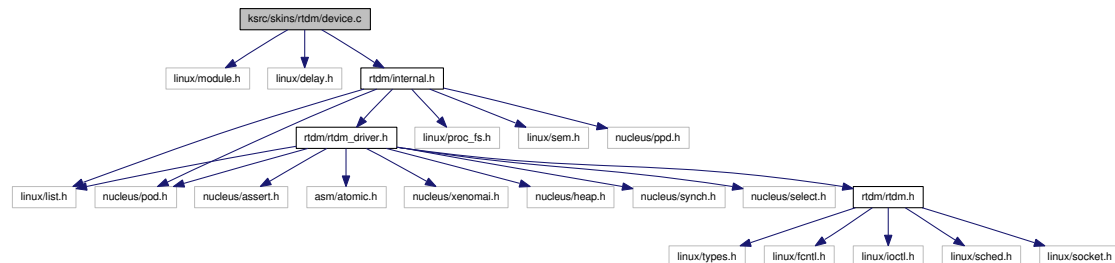 ksrc/skins/rtdm/device.c
linux/module.h
linux/delay.h
rtdm/internal.h
rtdm/rtdm_driver.h
linux/proc_fs.h
linux/sem.h
nucleus/ppd.h
linux/list.h
nucleus/pod.h
nucleus/assert.h
asm/atomic.h
nucleus/xenomai.h
nucleus/heap.h
nucleus/synch.h
nucleus/select.h
rtdm/rtdm.h
linux/types.h
linux/fcntl.h
linux/ioctl.h
linux/sched.h
linux/socket.h